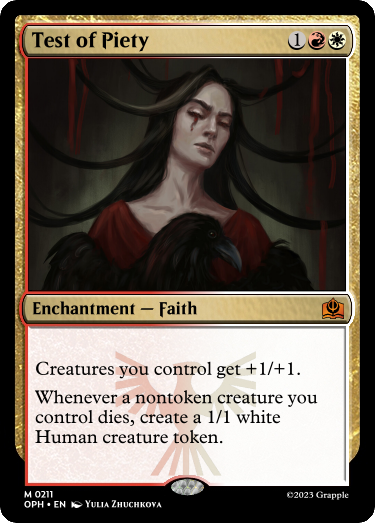 Test of Piety 1
Enchantment — Faith
Creatures you control get +1/+1.
Whenever a nontoken creature you
control dies, create a 1/1 white
Human creature token.
M 0211
OPH • EN Yulia Zhuchkova
©2023 Grapple